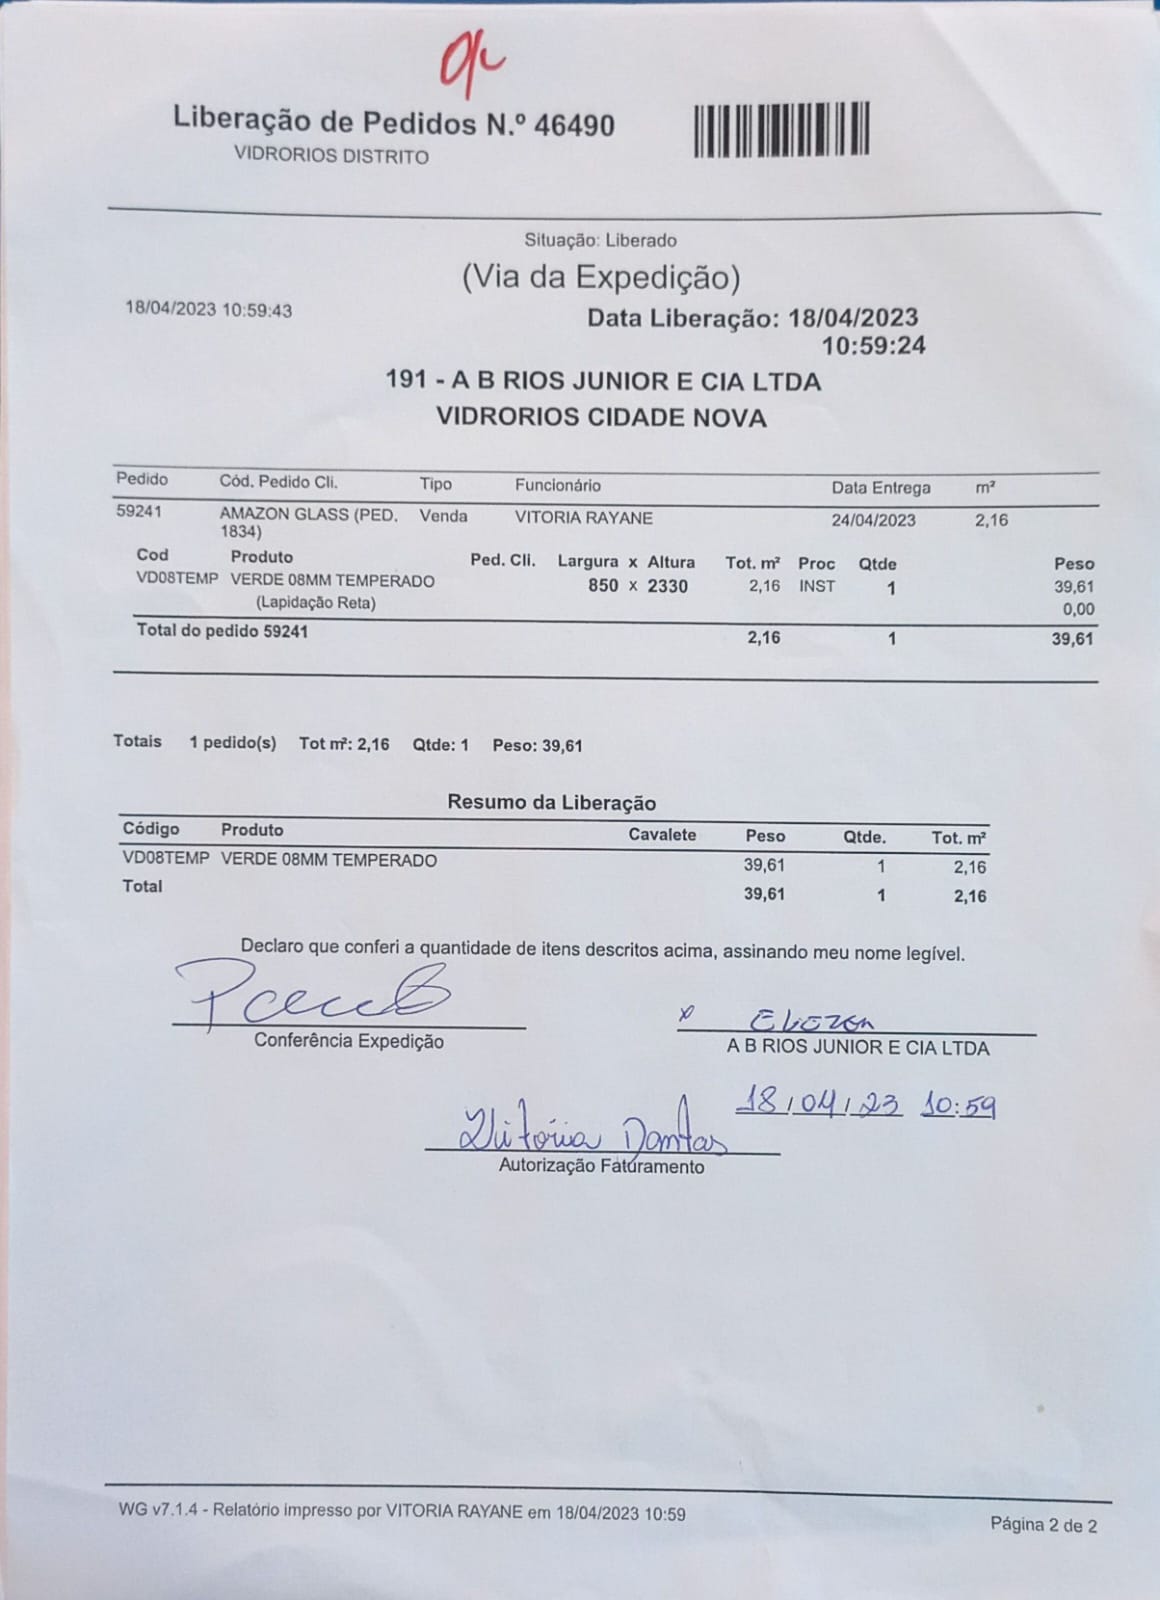 Ok
Liberação de Pedidos N.º 46490
VIDRORIOS DISTRITO
Situação: Liberado
(Via da Expedição)
18/04/2023 10:59:43
Data Liberação: 18/04/2023
10:59:24
191 - A B RIOS JUNIOR E CIA LTDA
VIDRORIOS CIDADE NOVA
Pedido Cód. Pedido Cli. Tipo Funcionário Data Entrega m²
59241 AMAZON GLASS (PED. Venda VITORIA RAYANE 24/04/2023 2,16
1834)
Cod Produto Ped. Cli. Largura x Altura Tot. m² Proc Qtde Peso
VD08TEMP VERDE 08MM TEMPERADO 850 x 2330 2,16 INST 1 39,61
(Lapidação Reta) 0,00
Total do pedido 59241 2,16 1 39,61
Totais 1 pedido(s) Tot m²: 2,16 Qtde: 1 Peso: 39,61
Resumo da Liberação
Código Produto Cavalete Peso Qtde. Tot. m²
VD08TEMP VERDE 08MM TEMPERADO 39,61 1 2,16
Total 39,61 1 2,16
Declaro que conferi a quantidade de itens descritos acima, assinando meu nome legível.
x
Conferência Expedição
A B RIOS JUNIOR E CIA LTDA
18/04/23 10:59
Vitória Dantas
Autorização Faturamento
WG v7.1.4 - Relatório impresso por VITORIA RAYANE em 18/04/2023 10:59
Página 2 de 2